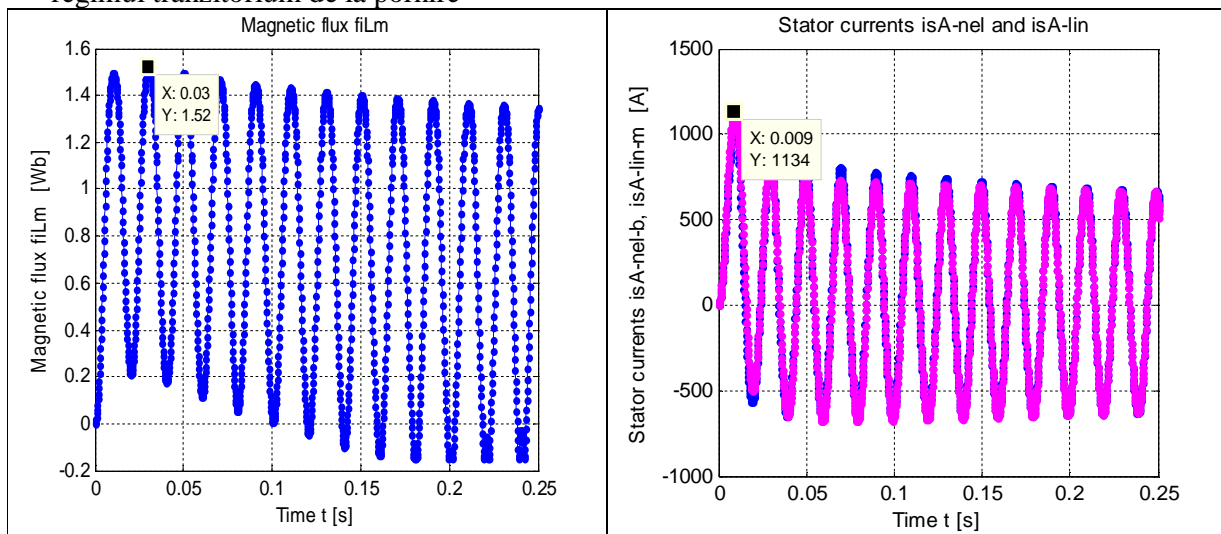 regimul tranzitoriu de la pornire
Magnetic flux fiLm
1.6
1.4
1.2
1
0.8
0.6
0.4
0.2
0
-0.2
Magnetic flux fiLm [Wb]
X: 0.03
Y: 1.52
0 0.05 0.1 0.15 0.2 0.25
Time t [s]
Stator currents isA-nel and isA-lin
1500
1000
500
0
-500
-1000
Stator currents isA-nel-b, isA-lin-m [A]
X: 0.009
Y: 1134
0 0.05 0.1 0.15 0.2 0.25
Time t [s]